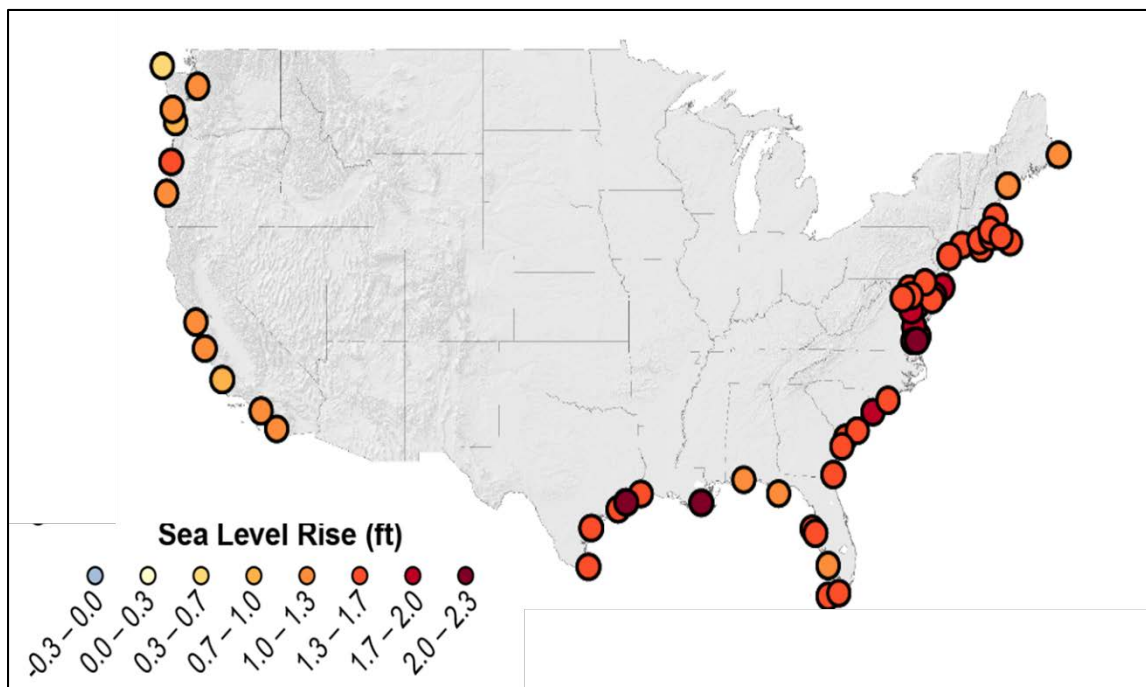 Sea Level Rise (ft)
-0.3 – 0.0
0.0 – 0.3
0.3 – 0.7
0.7 – 1.0
1.0 – 1.3
1.3 – 1.7
1.7 – 2.0
2.0 – 2.3